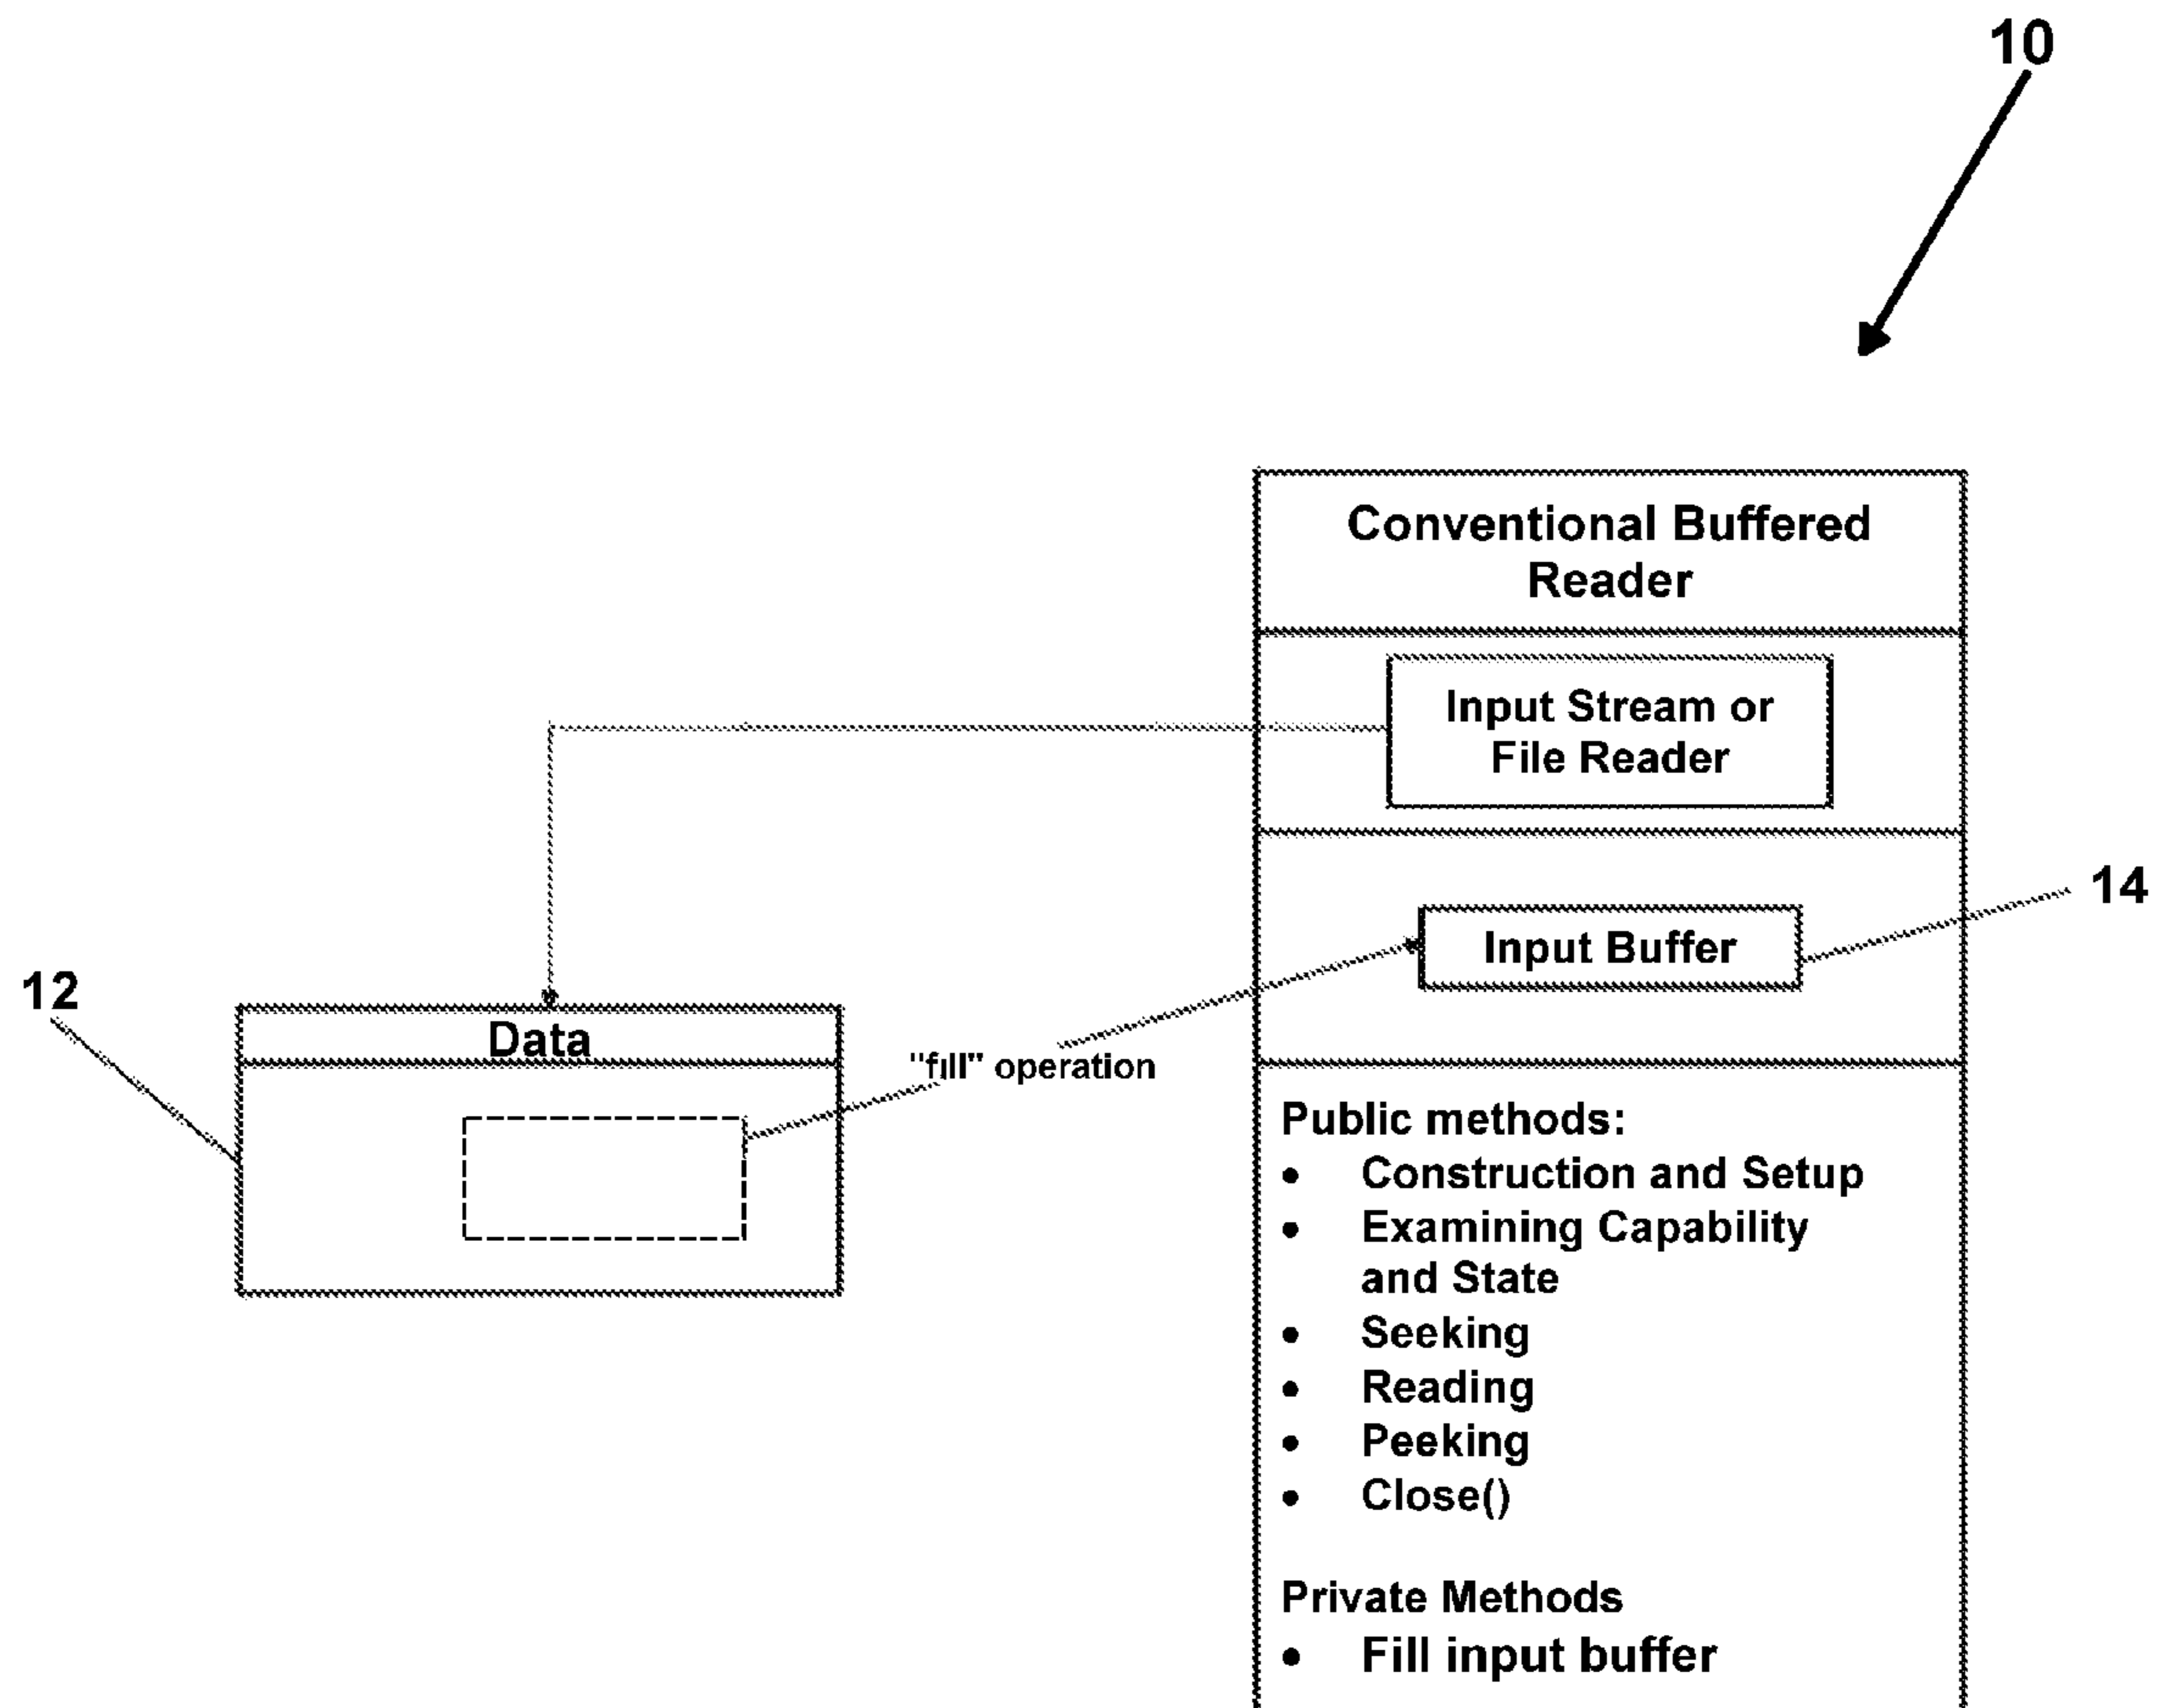 10
Conventional Buffered
Reader
Input Stream or
File Reader
14
Input Buffer
12
Data
"fill" operation
Public methods:
• Construction and Setup
• Examining Capability
and State
• Seeking
• Reading
• Peeking
• Close()
Private Methods
• Fill input buffer